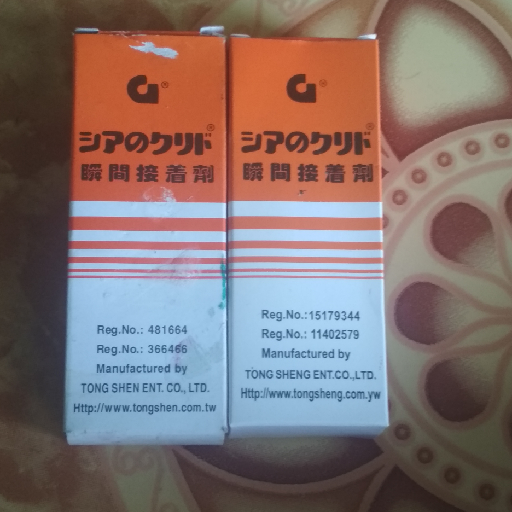 G®
シアのクリド®
瞬間接着劑
Reg.No.: 481664
Reg.No.: 366466
Manufactured by
TONG SHEN ENT. CO., LTD.
Http://www.tongshen.com.tw
G®
シアのクリド®
瞬間接着劑
Reg.No.:15179344
Reg.No.: 11402579
Manufactured by
TONG SHENG ENT.CO.,LTD.
Http://www.tongsheng.com.yw